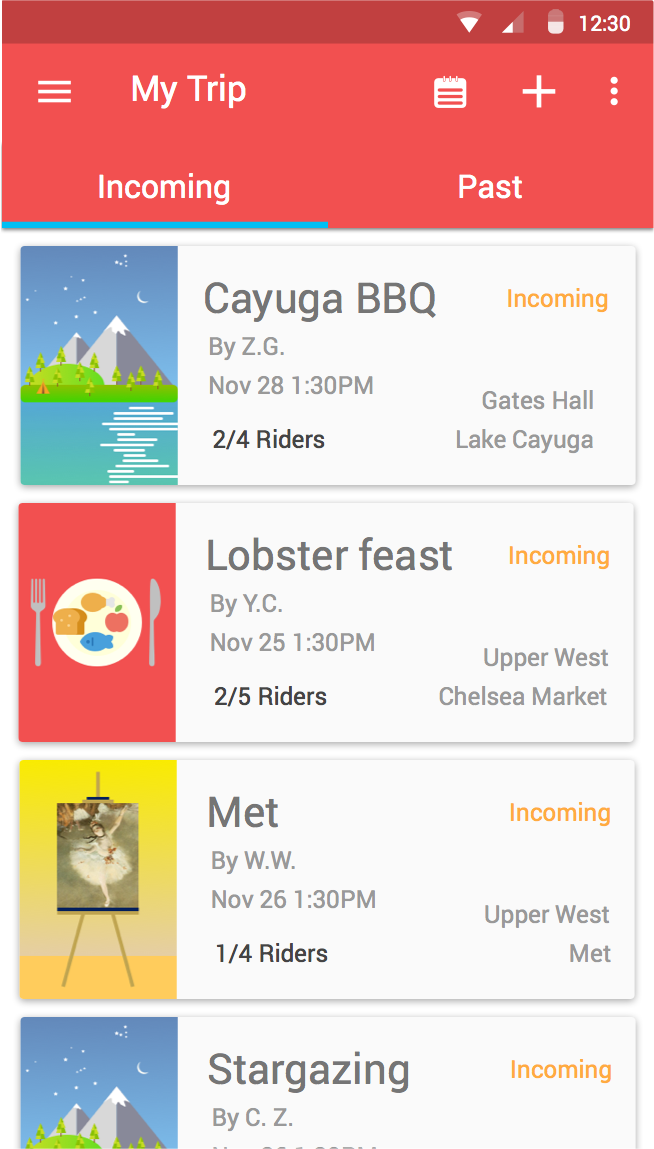 12:30
My Trip
Incoming Past
Cayuga BBQ Incoming
By Z.G.
Nov 28 1:30PM
Gates Hall
2/4 Riders Lake Cayuga
Lobster feast Incoming
By Y.C.
Nov 25 1:30PM
Upper West
2/5 Riders Chelsea Market
Met Incoming
By W.W.
Nov 26 1:30PM
Upper West
1/4 Riders Met
Stargazing Incoming
By C. Z.